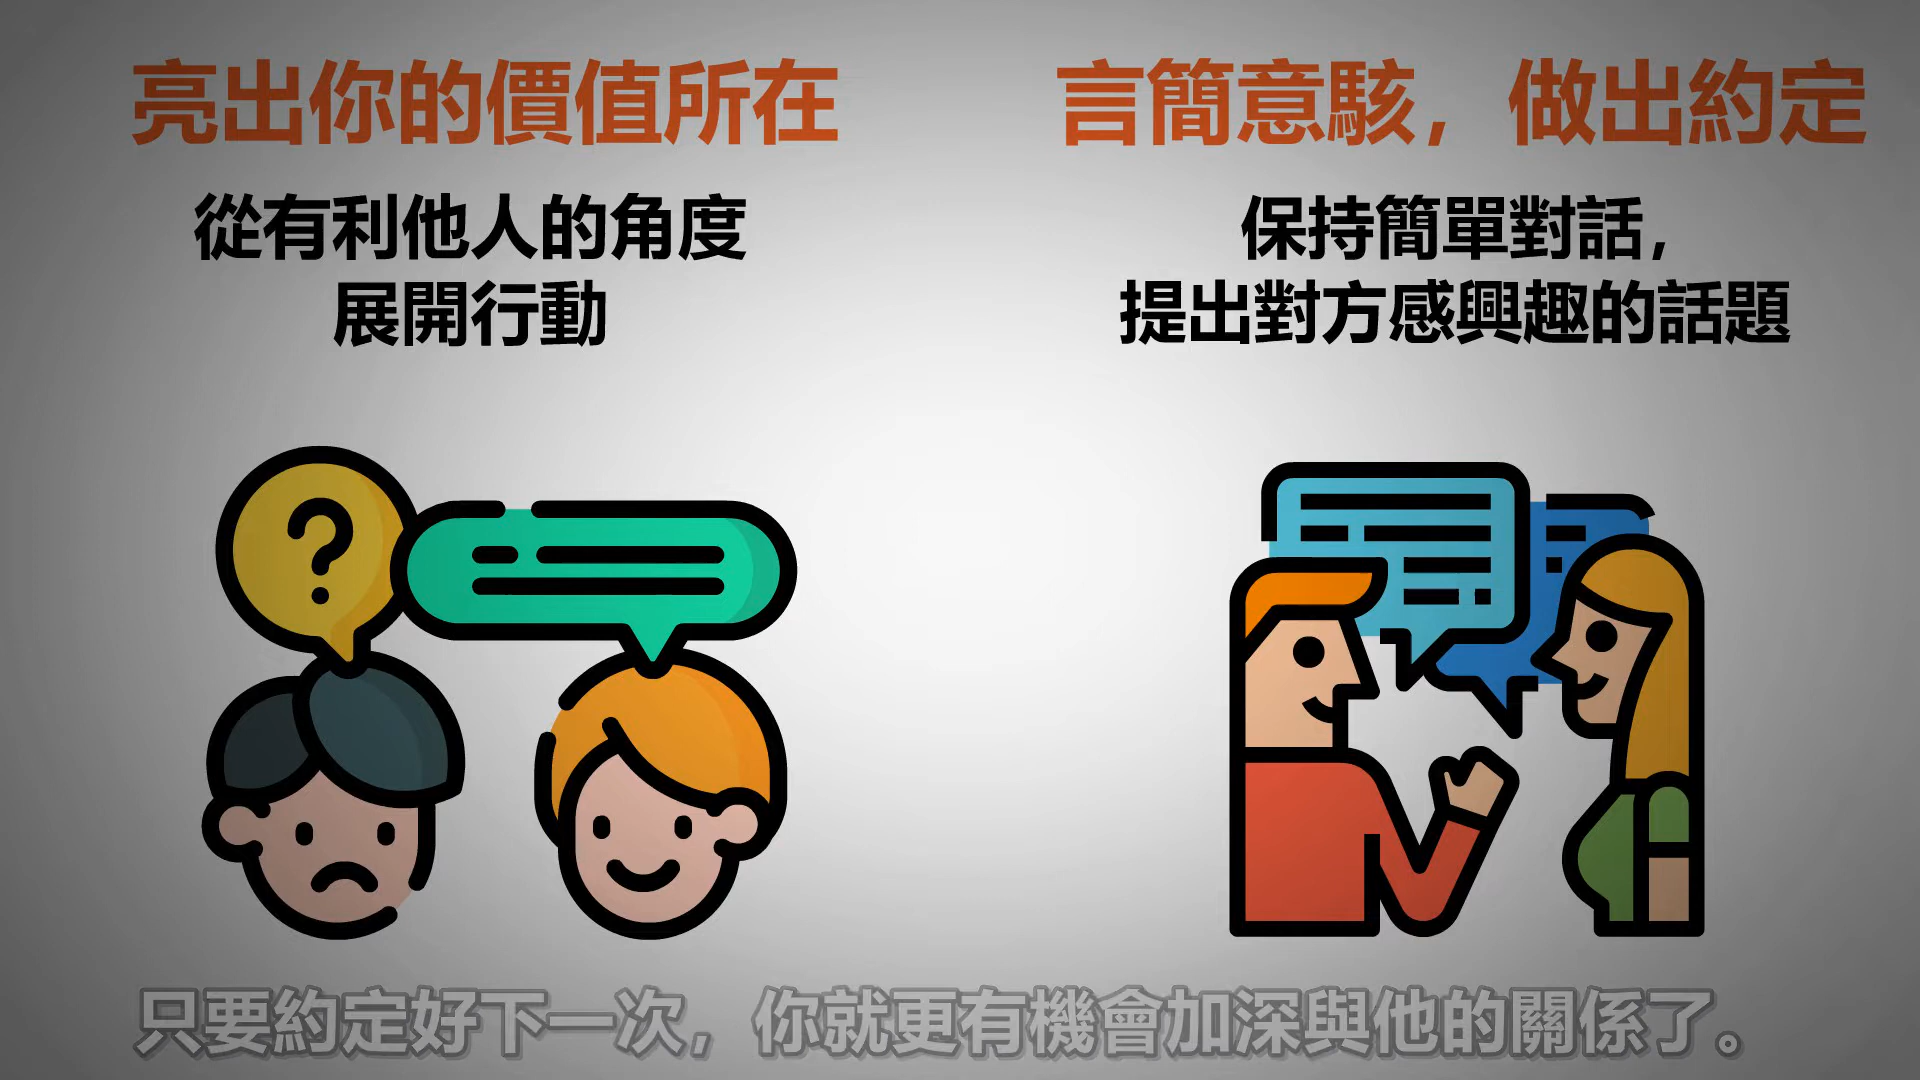 亮出你的價值所在
從有利他人的角度
展開行動
言簡意駭，做出約定
保持簡單對話，
提出對方感興趣的話題
只要約定好下一次，你就更有機會加深與他的關係了。